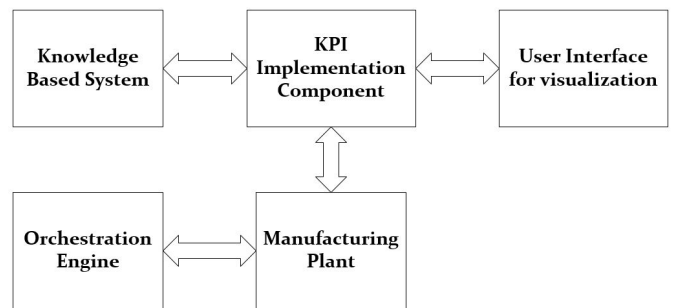 Knowledge
Based System
KPI
Implementation
Component
User Interface
for visualization
Orchestration
Engine
Manufacturing
Plant